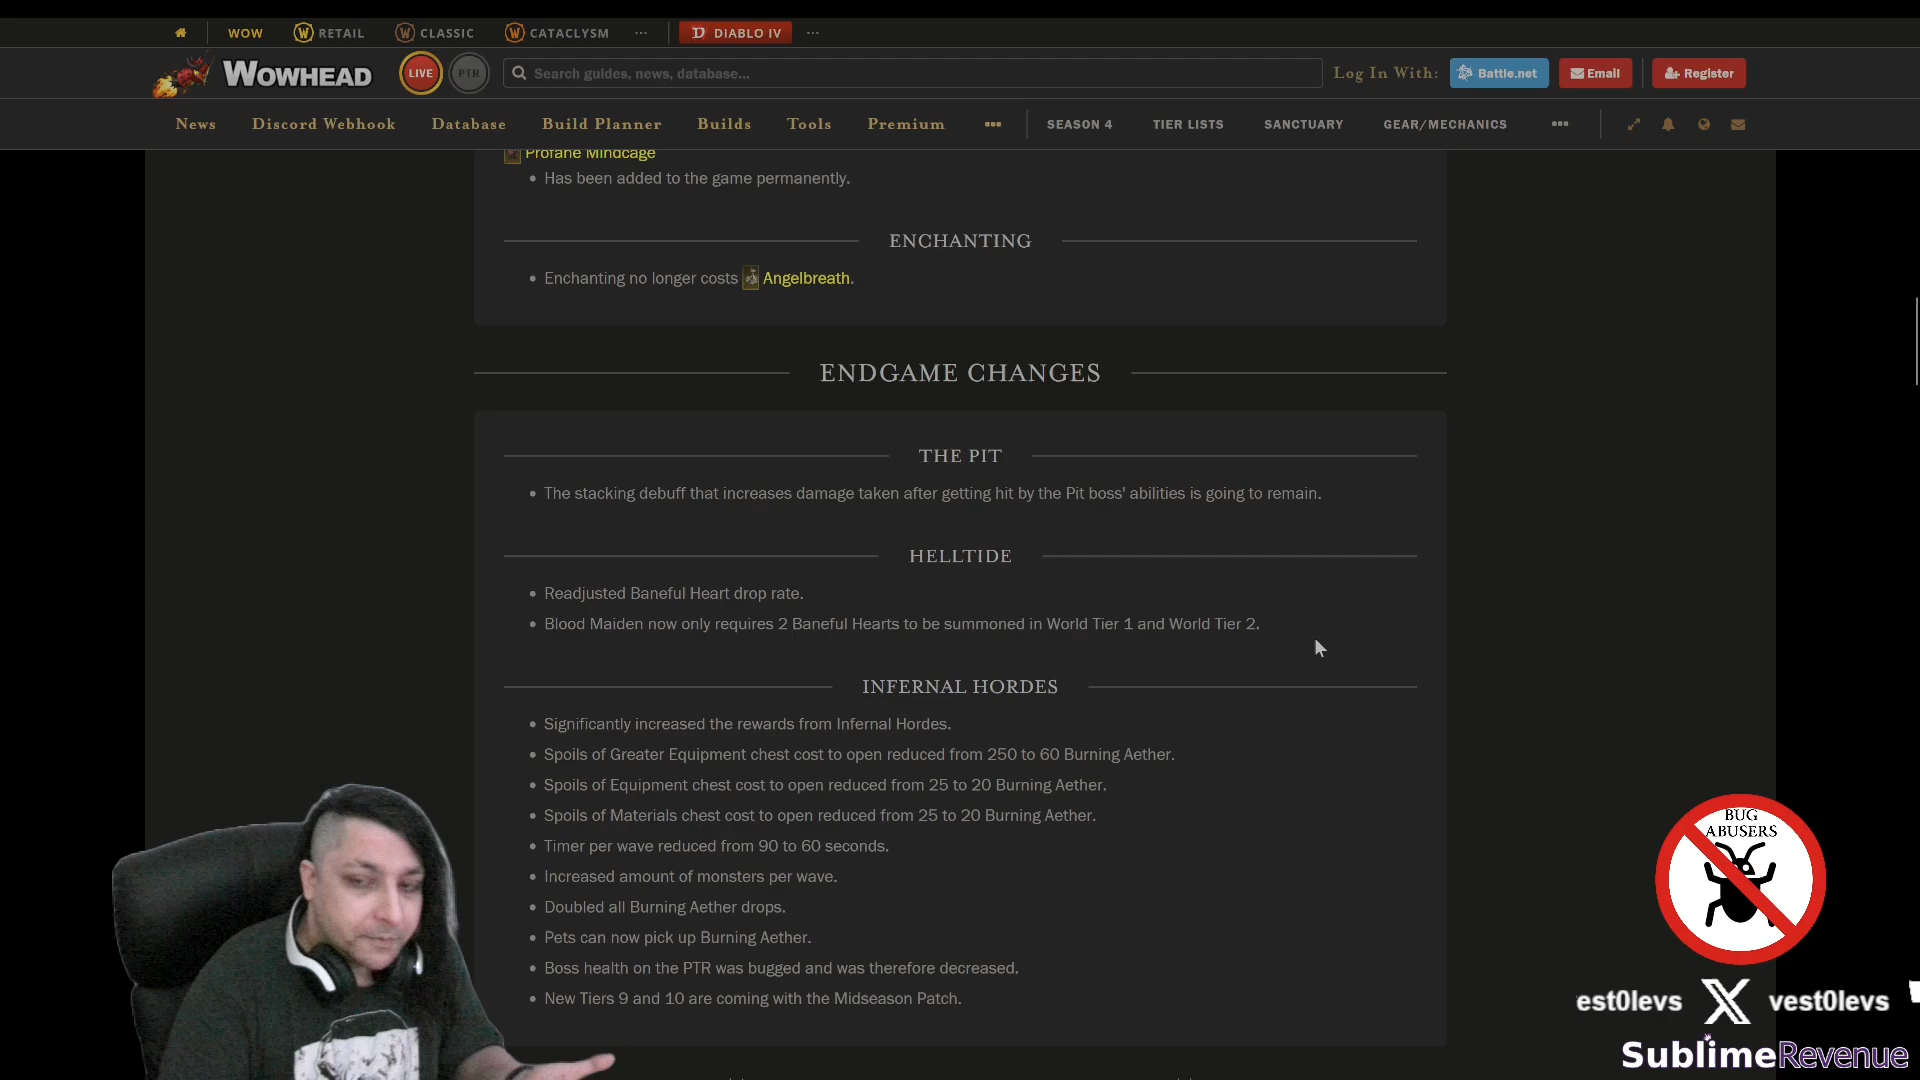 WOW
RETAIL
CLASSIC
CATACLYSM
...
DIABLO IV
...
WOWHEAD
LIVE
PTR
Search guides, news, database...
Log In With:
Battle.net
Email
Register
News
Discord Webhook
Database
Build Planner
Builds
Tools
Premium
•••
SEASON 4
TIER LISTS
SANCTUARY
GEAR/MECHANICS
•••
Profane Mindcage
• Has been added to the game permanently.
ENCHANTING
• Enchanting no longer costs Angelbreath.
ENDGAME CHANGES
THE PIT
• The stacking debuff that increases damage taken after getting hit by the Pit boss' abilities is going to remain.
HELLTIDE
• Readjusted Baneful Heart drop rate.
• Blood Maiden now only requires 2 Baneful Hearts to be summoned in World Tier 1 and World Tier 2.
INFERNAL HORDES
• Significantly increased the rewards from Infernal Hordes.
• Spoils of Greater Equipment chest cost to open reduced from 250 to 60 Burning Aether.
• Spoils of Equipment chest cost to open reduced from 25 to 20 Burning Aether.
• Spoils of Materials chest cost to open reduced from 25 to 20 Burning Aether.
• Timer per wave reduced from 90 to 60 seconds.
• Increased amount of monsters per wave.
• Doubled all Burning Aether drops.
• Pets can now pick up Burning Aether.
• Boss health on the PTR was bugged and was therefore decreased.
• New Tiers 9 and 10 are coming with the Midseason Patch.
BUG
ABUSERS
est0levs X vest0levs
SublimeRevenue